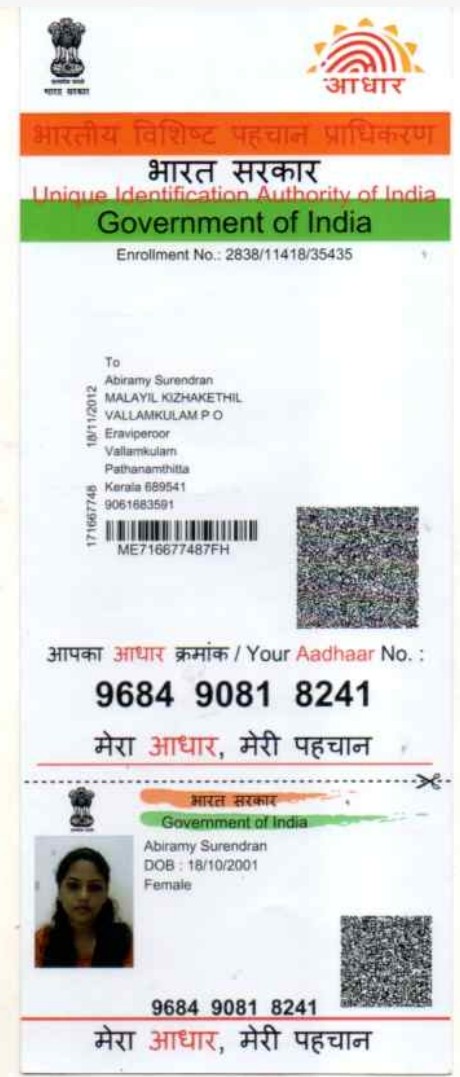 भारत सरकार
आधार
भारतीय विशिष्ट पहचान प्राधिकरण
भारत सरकार
Unique Identification Authority of India
Government of India
Enrollment No.: 2838/11418/35435
To
Abiramy Surendran
MALAYIL KIZHAKETHIL
VALLAMKULAM P O
Eraviperoor
Vallamkulam
Pathanamthitta
Kerala 689541
9061683591
18/11/2012
171667748
ME716677487FH
आपका आधार क्रमांक / Your Aadhaar No. :
9684 9081 8241
मेरा आधार, मेरी पहचान
भारत सरकार
Government of India
Abiramy Surendran
DOB : 18/10/2001
Female
9684 9081 8241
मेरा आधार, मेरी पहचान